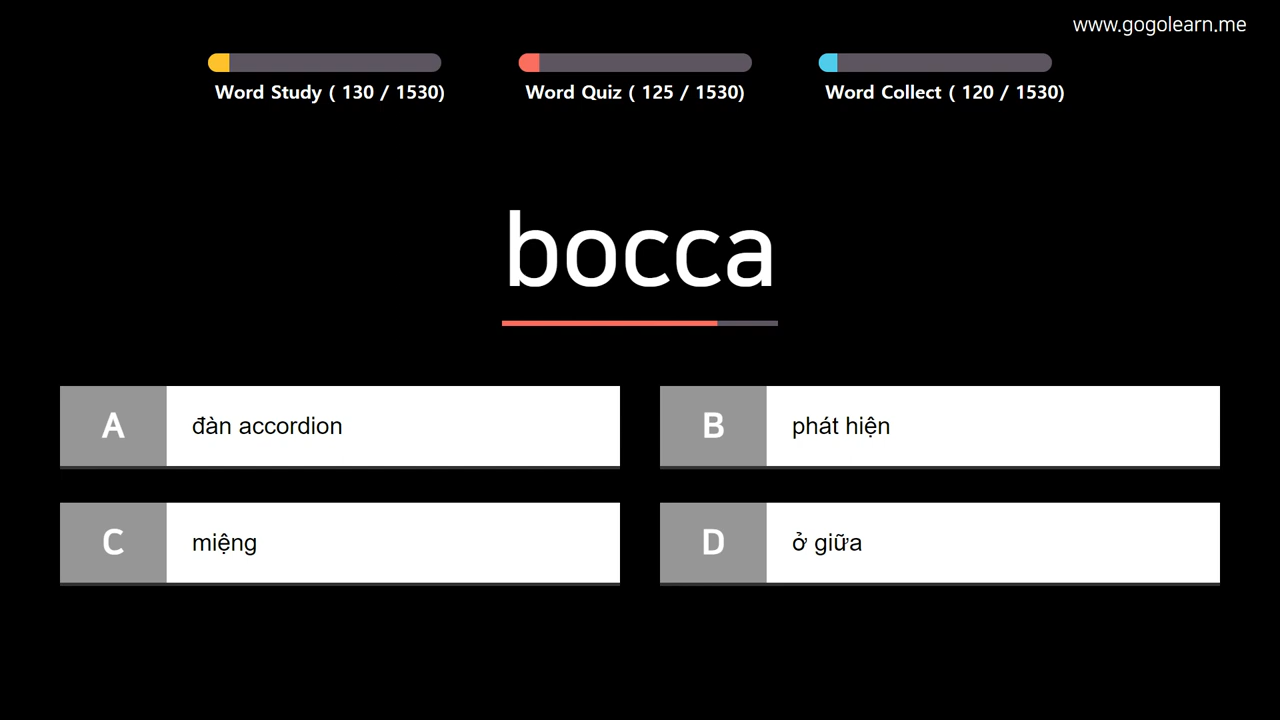 www.gogolearn.me
Word Study ( 130 / 1530)
Word Quiz ( 125 / 1530)
Word Collect ( 120 / 1530)
bocca
A
đàn accordion
B
phát hiện
C
miệng
D
ở giữa